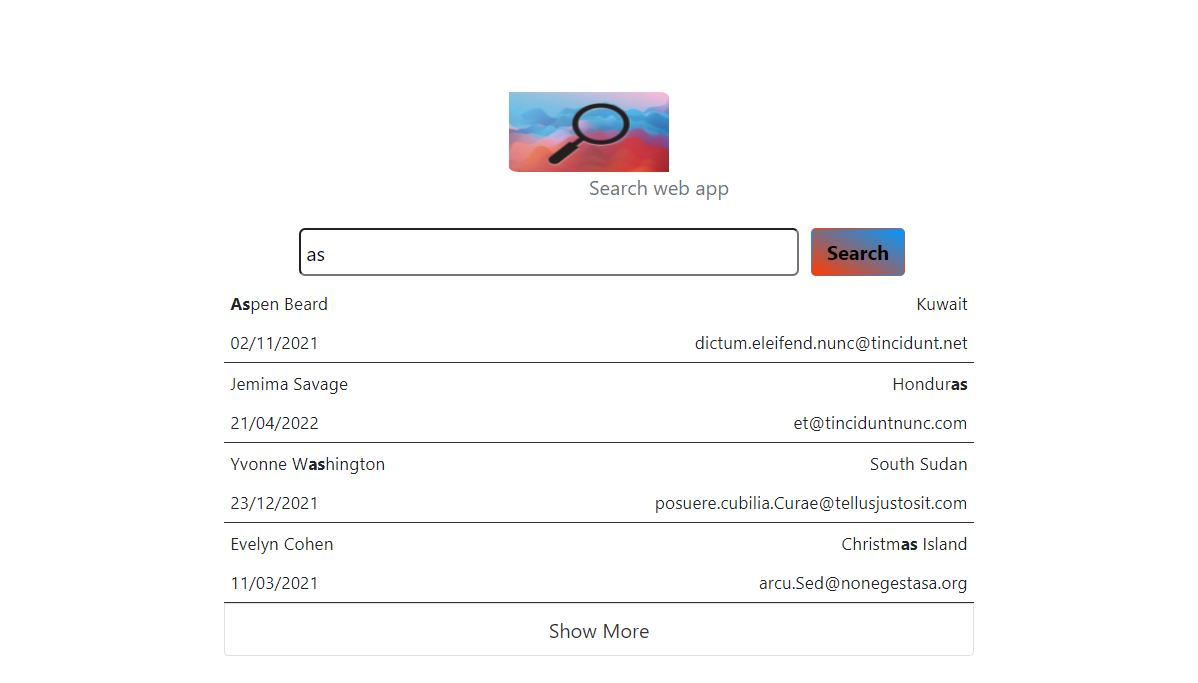 Search web app
as Search
Aspen Beard Kuwait
02/11/2021 dictum.eleifend.nunc@tincidunt.net
Jemima Savage Honduras
21/04/2022 et@tinciduntnunc.com
Yvonne Washington South Sudan
23/12/2021 posuere.cubilia.Curae@tellusjustosit.com
Evelyn Cohen Christmas Island
11/03/2021 arcu.Sed@nonegestasa.org
Show More